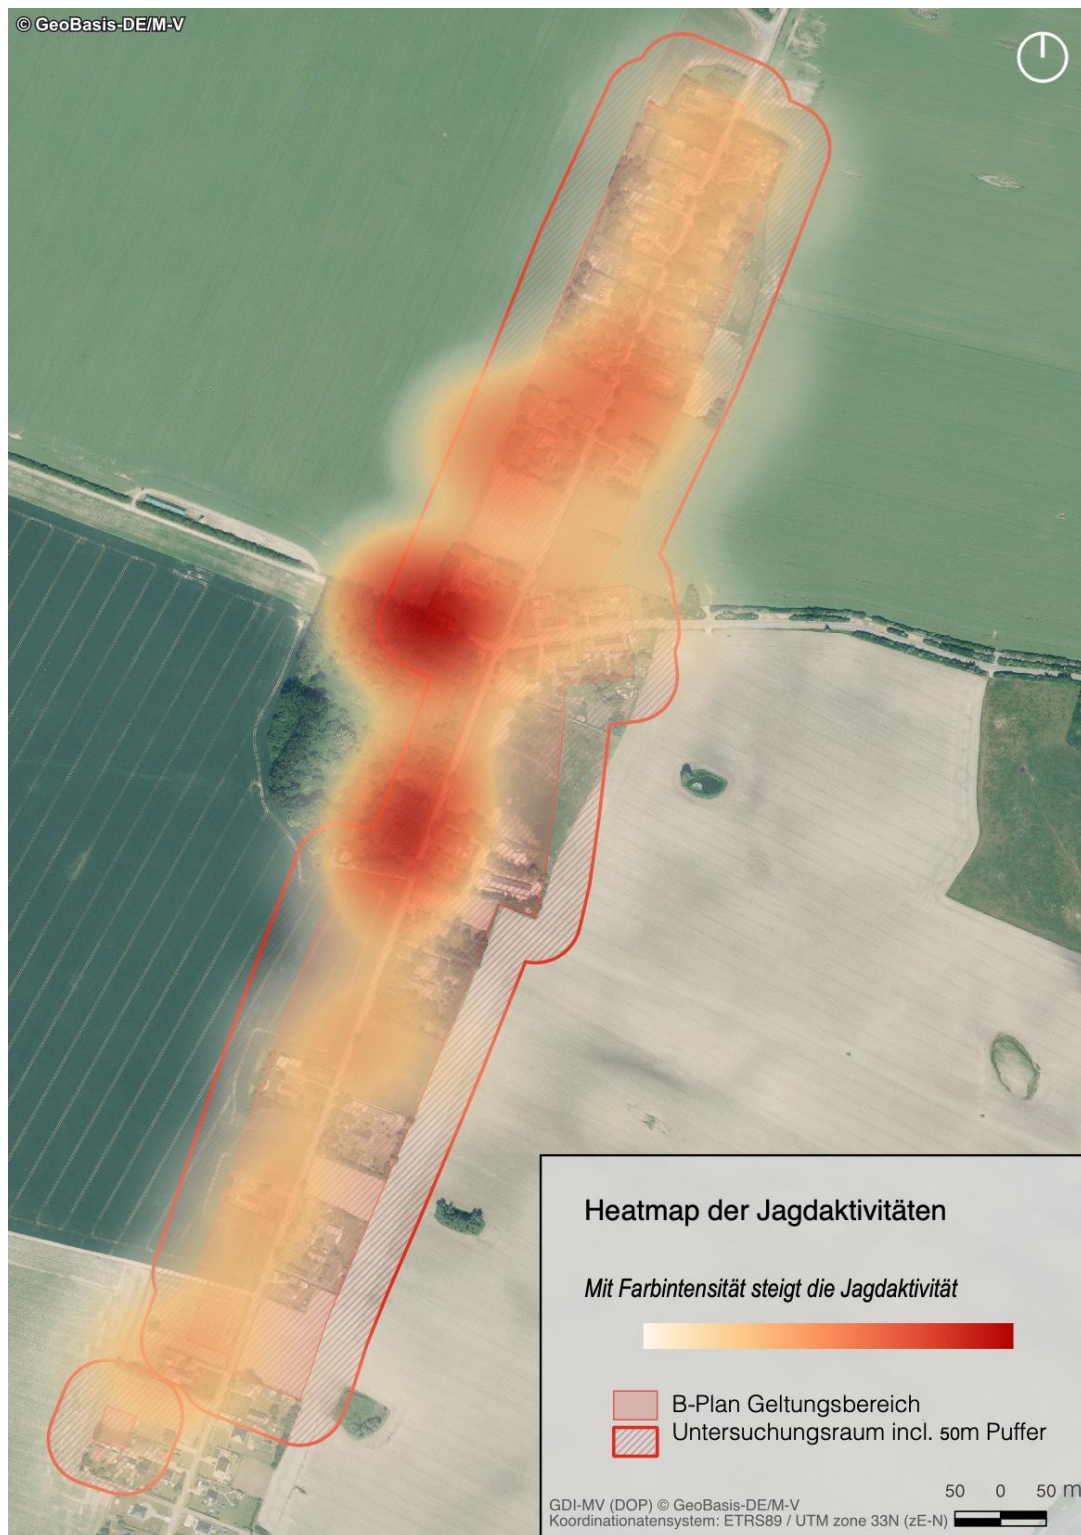 © GeoBasis-DE/M-V
Heatmap der Jagdaktivitäten
Mit Farbintensität steigt die Jagdaktivität
B-Plan Geltungsbereich
Untersuchungsraum incl. 50m Puffer
50 0 50 m
GDI-MV (DOP) © GeoBasis-DE/M-V
Koordinatensystem: ETRS89 / UTM zone 33N (zE-N)